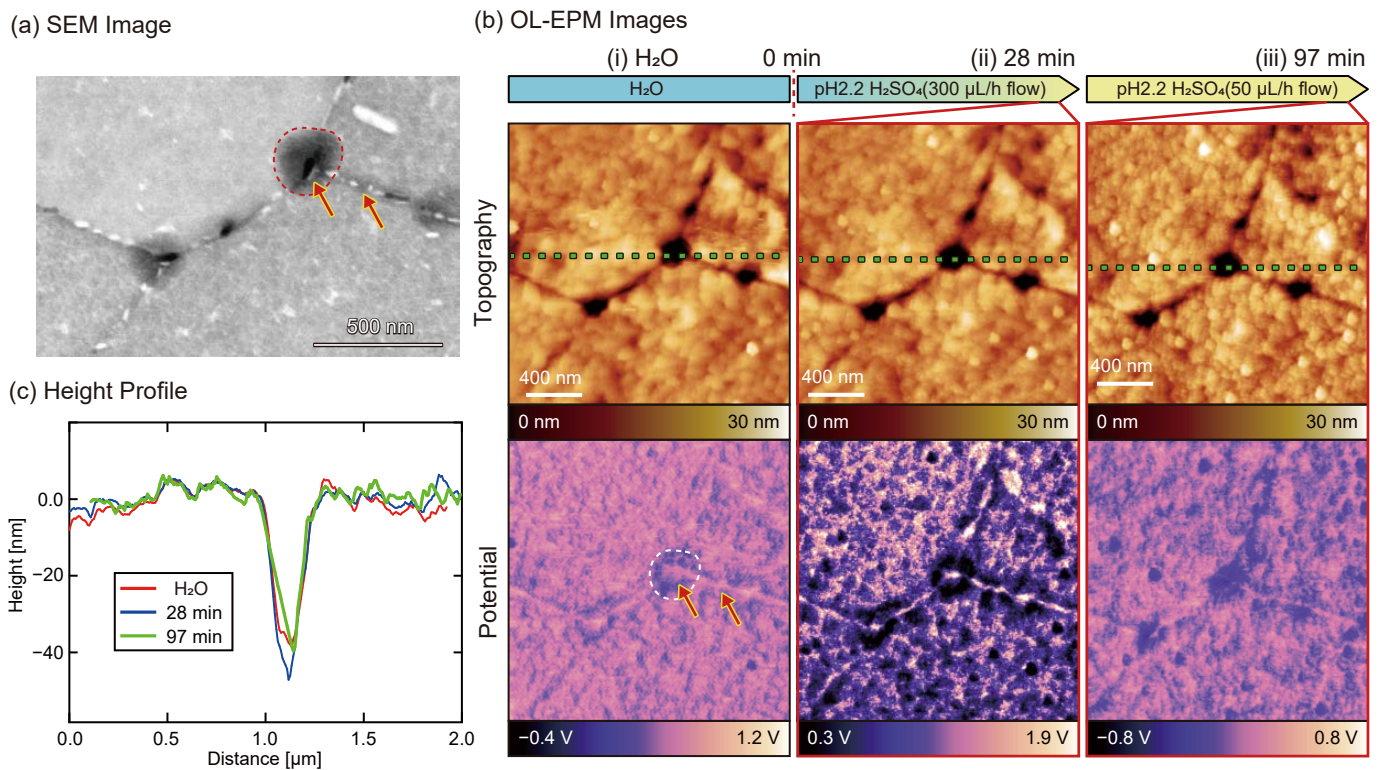 (a) SEM Image
500 nm
(b) OL-EPM Images
(i) H₂O
0 min
(ii) 28 min
(iii) 97 min
H₂O
pH2.2 H₂SO₄(300 µL/h flow)
pH2.2 H₂SO₄(50 µL/h flow)
Topography
400 nm
400 nm
400 nm
0 nm 30 nm
0 nm 30 nm
0 nm 30 nm
Potential
−0.4 V 1.2 V
0.3 V 1.9 V
−0.8 V 0.8 V
(c) Height Profile
Height [nm]
0.0
−20
−40
H₂O
28 min
97 min
0.0 0.5 1.0 1.5 2.0
Distance [µm]